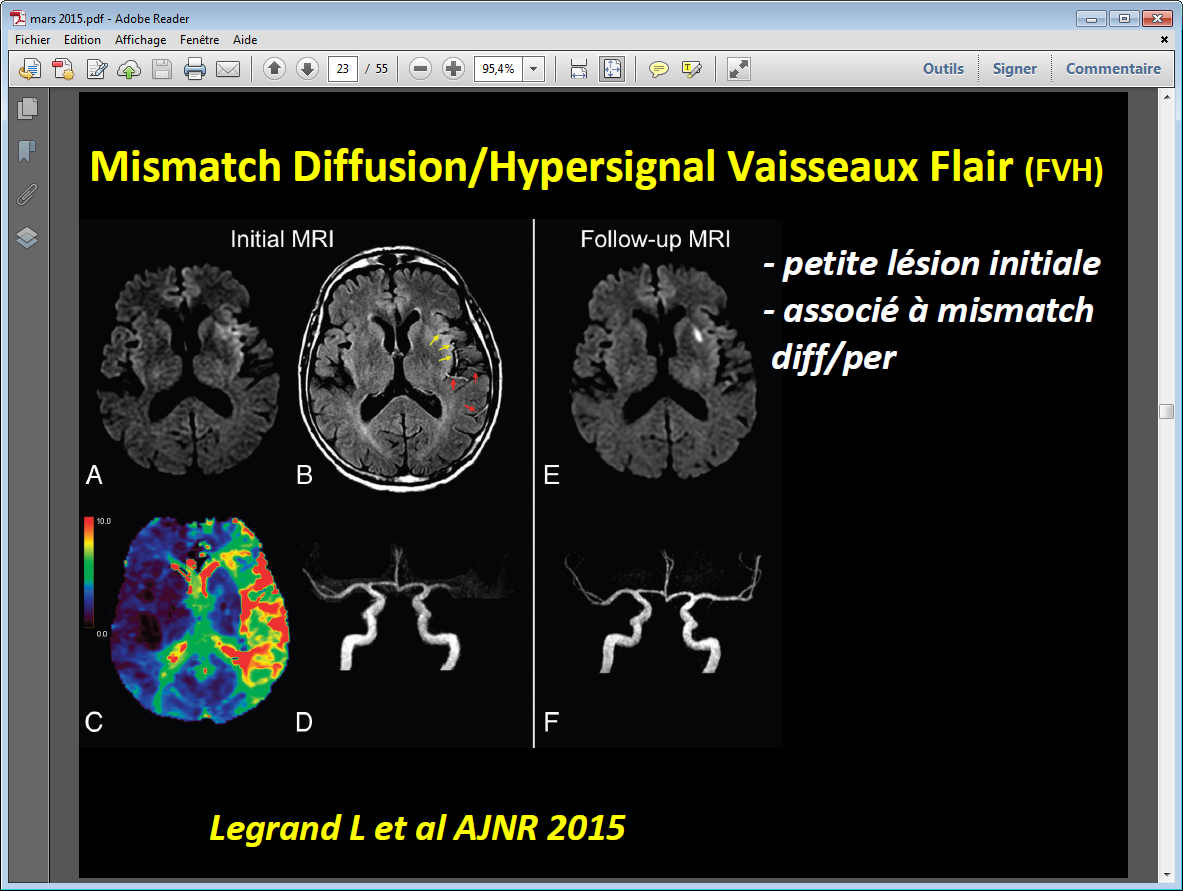 mars 2015.pdf - Adobe Reader
Fichier Edition Affichage Fenêtre Aide
23 / 55 95,4% Outils Signer Commentaire
Mismatch Diffusion/Hypersignal Vaisseaux Flair (FVH)
Initial MRI
Follow-up MRI
- petite lésion initiale
- associé à mismatch
diff/per
A
B
E
10.0
0.0
C
D
F
Legrand L et al AJNR 2015